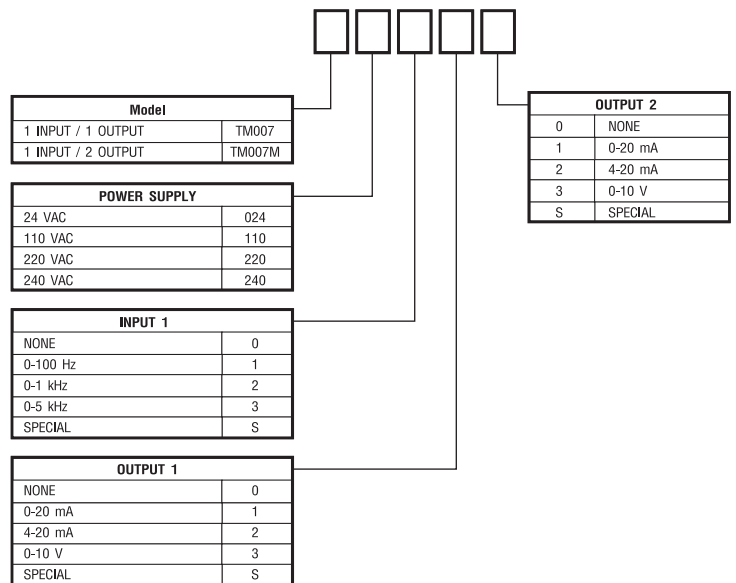 Model
1 INPUT / 1 OUTPUT TM007
1 INPUT / 2 OUTPUT TM007M
POWER SUPPLY
24 VAC 024
110 VAC 110
220 VAC 220
240 VAC 240
INPUT 1
NONE 0
0-100 Hz 1
0-1 kHz 2
0-5 kHz 3
SPECIAL S
OUTPUT 1
NONE 0
0-20 mA 1
4-20 mA 2
0-10 V 3
SPECIAL S
OUTPUT 2
0 NONE
1 0-20 mA
2 4-20 mA
3 0-10 V
S SPECIAL